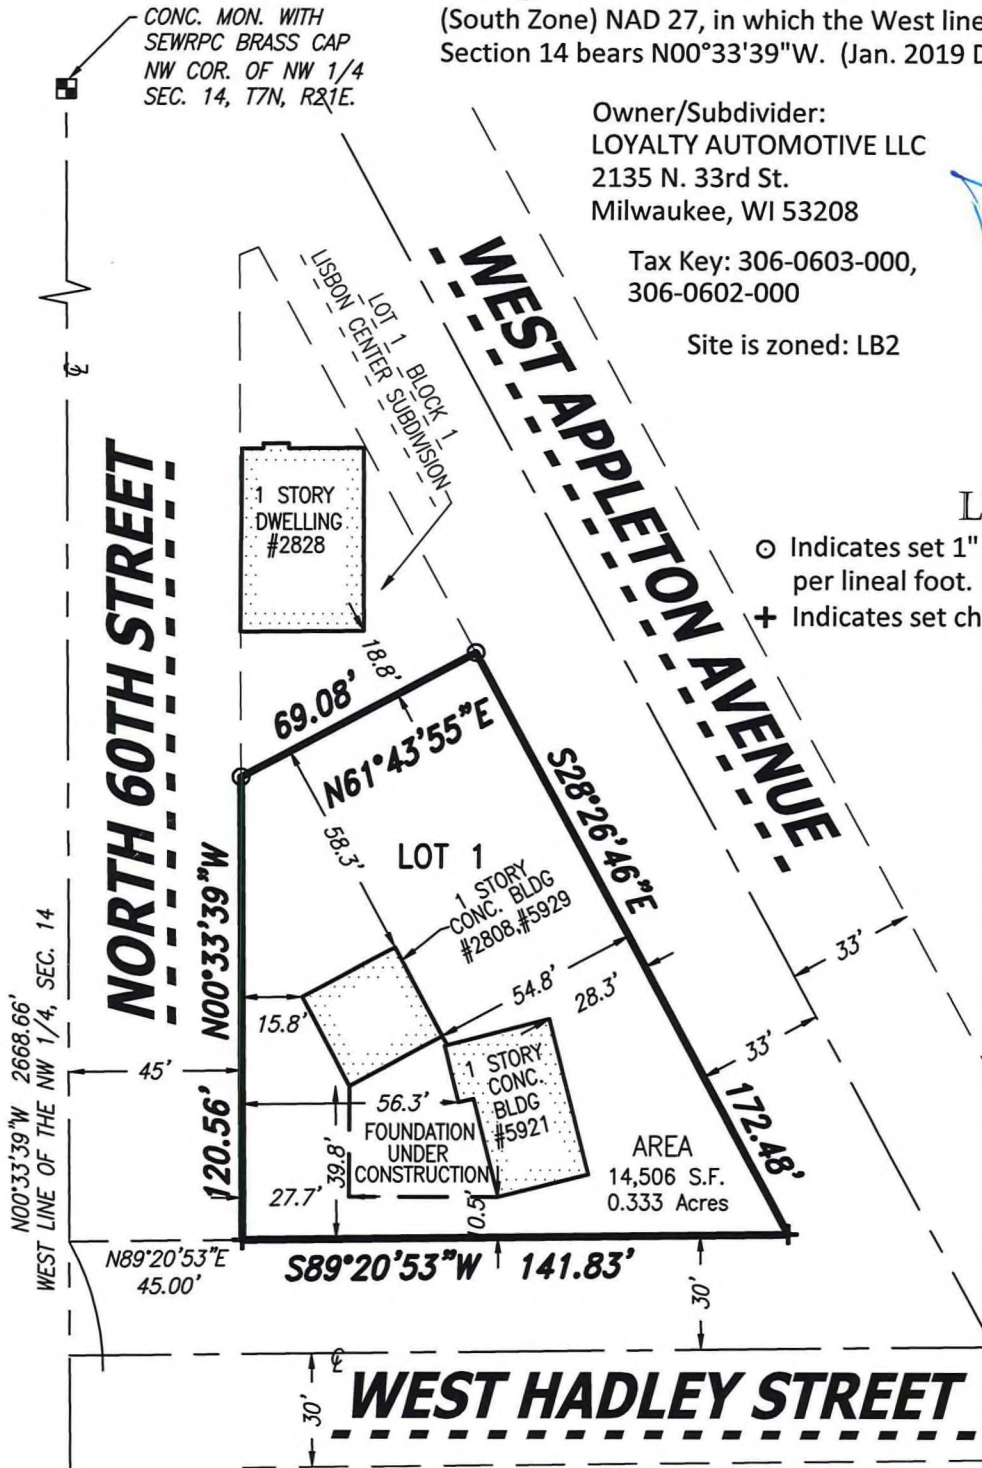 CONC. MON. WITH
SEWRPC BRASS CAP
NW COR. OF NW 1/4
SEC. 14, T7N, R21E.
(South Zone) NAD 27, in which the West line
Section 14 bears N00°33'39"W. (Jan. 2019 D
Owner/Subdivider:
LOYALTY AUTOMOTIVE LLC
2135 N. 33rd St.
Milwaukee, WI 53208
Tax Key: 306-0603-000,
306-0602-000
Site is zoned: LB2
LOT 1 BLOCK 1
LISBON CENTER SUBDIVISION
WEST APPLETON AVENUE
NORTH 60TH STREET
1 STORY
DWELLING
#2828
L
Indicates set 1"
per lineal foot.
+ Indicates set ch
18.8'
69.08'
N61°43'55"E
S28°26'46"E
58.3'
LOT 1
1 STORY
CONC. BLDG
#2808,#5929
N00°33'39"W
120.56'
N00°33'39"W 2668.66'
WEST LINE OF THE NW 1/4, SEC. 14
15.8'
54.8'
28.3'
33'
33'
45'
56.3'
1 STORY
CONC.
BLDG
#5921
FOUNDATION
UNDER
CONSTRUCTION
39.8'
27.7'
10.5'
172.48'
AREA
14,506 S.F.
0.333 Acres
N89°20'53"E
45.00'
S89°20'53"W 141.83'
30'
30'
WEST HADLEY STREET